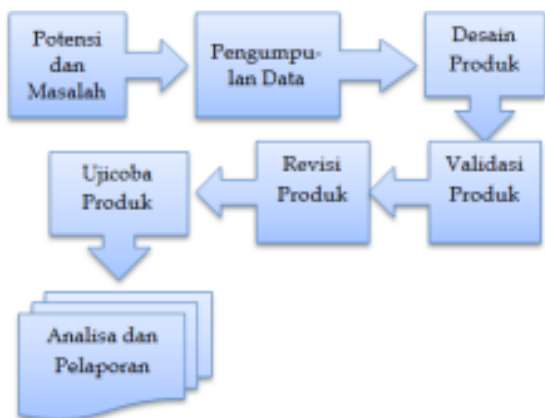 Potensi
dan
Masalah
Pengumpu-
lan Data
Desain
Produk
Validasi
Produk
Revisi
Produk
Ujicoba
Produk
Analisa dan
Pelaporan